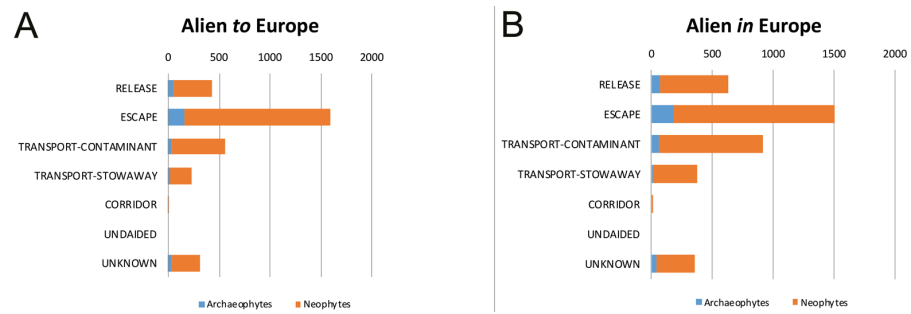 A
Alien to Europe
0 500 1000 1500 2000
RELEASE
ESCAPE
TRANSPORT-CONTAMINANT
TRANSPORT-STOWAWAY
CORRIDOR
UNDAIDED
UNKNOWN
Archaeophytes Neophytes
B
Alien in Europe
0 500 1000 1500 2000
RELEASE
ESCAPE
TRANSPORT-CONTAMINANT
TRANSPORT-STOWAWAY
CORRIDOR
UNDAIDED
UNKNOWN
Archaeophytes Neophytes